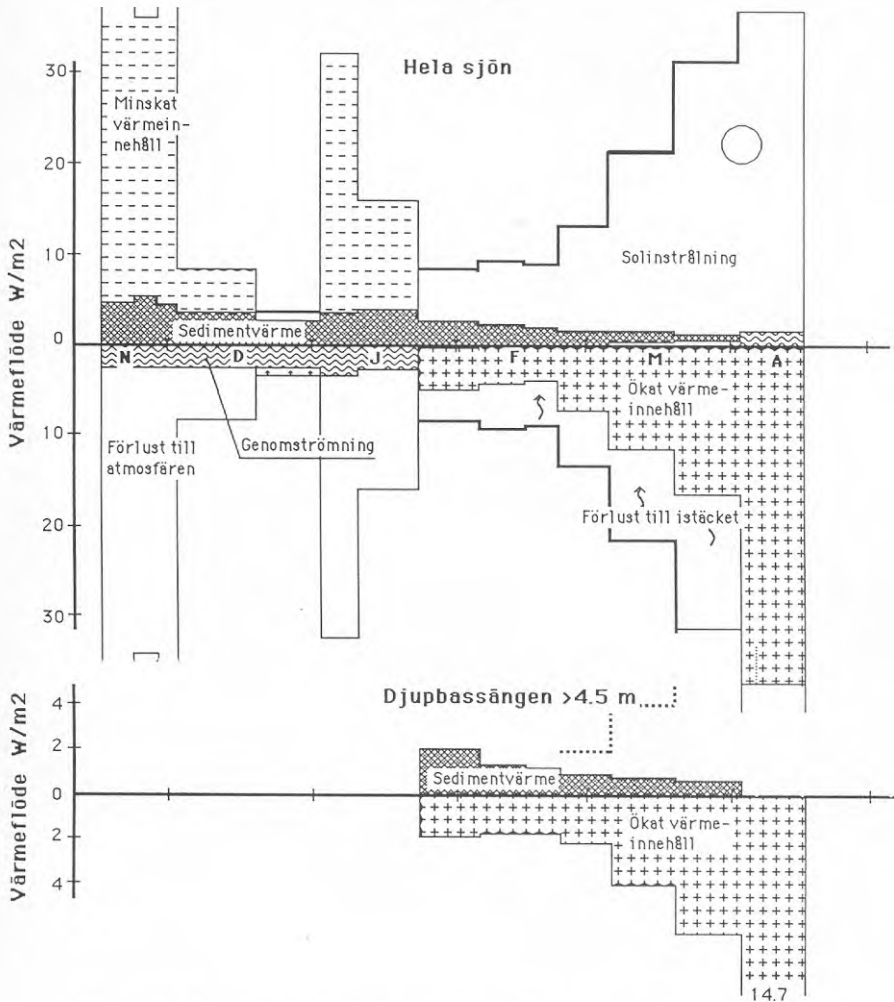 Hela sjön
Värmeflöde W/m2
30
20
10
0
10
20
30
Minskat
värmein-
nehåll
Solinstrålning
Sedimentvärme
N D J F M A
Ökat värme-
innehåll
Förlust till
atmosfären
Genomströmning
Förlust till istäcket
Djupbassängen >4.5 m
Värmeflöde W/m2
4
2
0
2
4
Sedimentvärme
Ökat värme-
innehåll
14.7